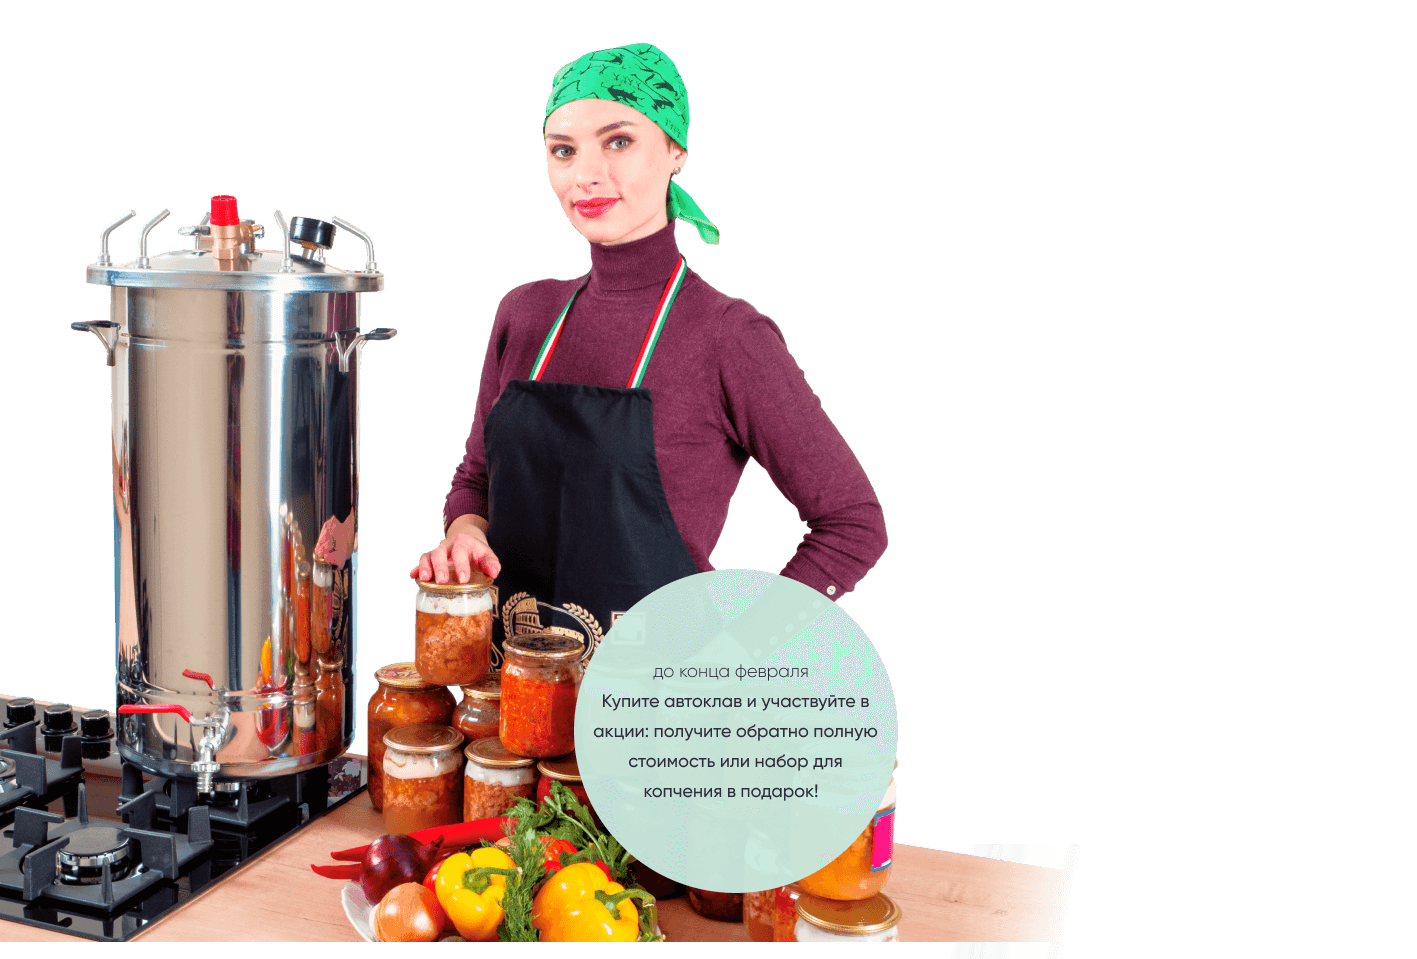 до конца февраля
Купите автоклав и участвуйте в
акции: получите обратно полную
стоимость или набор для
копчения в подарок!